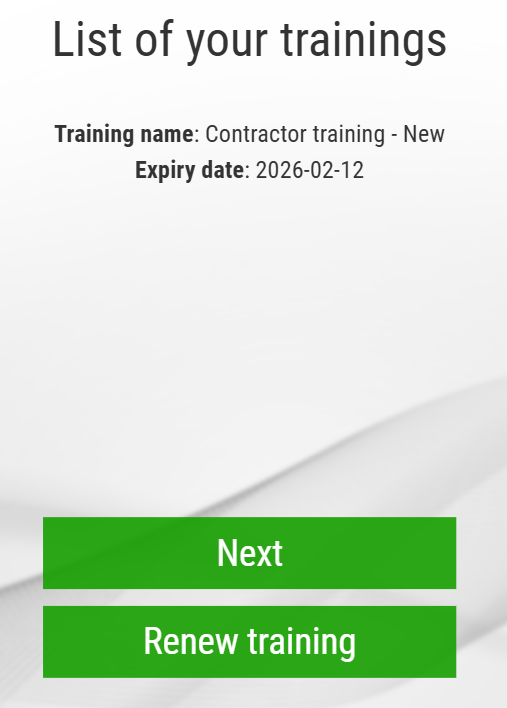 List of your trainings
Training name: Contractor training - New
Expiry date: 2026-02-12
Next
Renew training